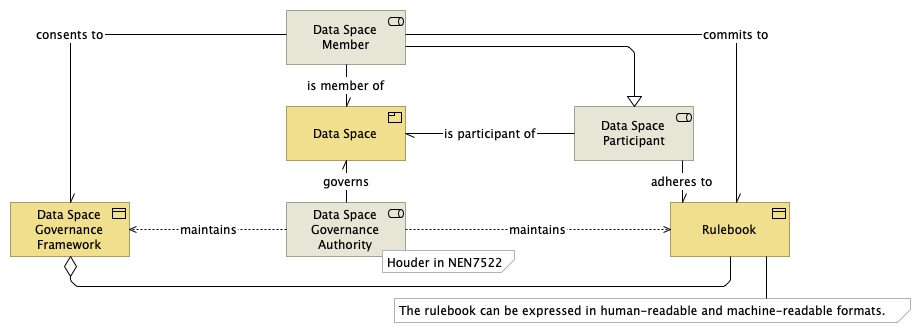 Data Space
Member
consents to
commits to
is member of
Data Space
is participant of
Data Space
Participant
governs
adheres to
Data Space
Governance
Framework
maintains
Data Space
Governance
Authority
maintains
Rulebook
Houder in NEN7522
The rulebook can be expressed in human-readable and machine-readable formats.